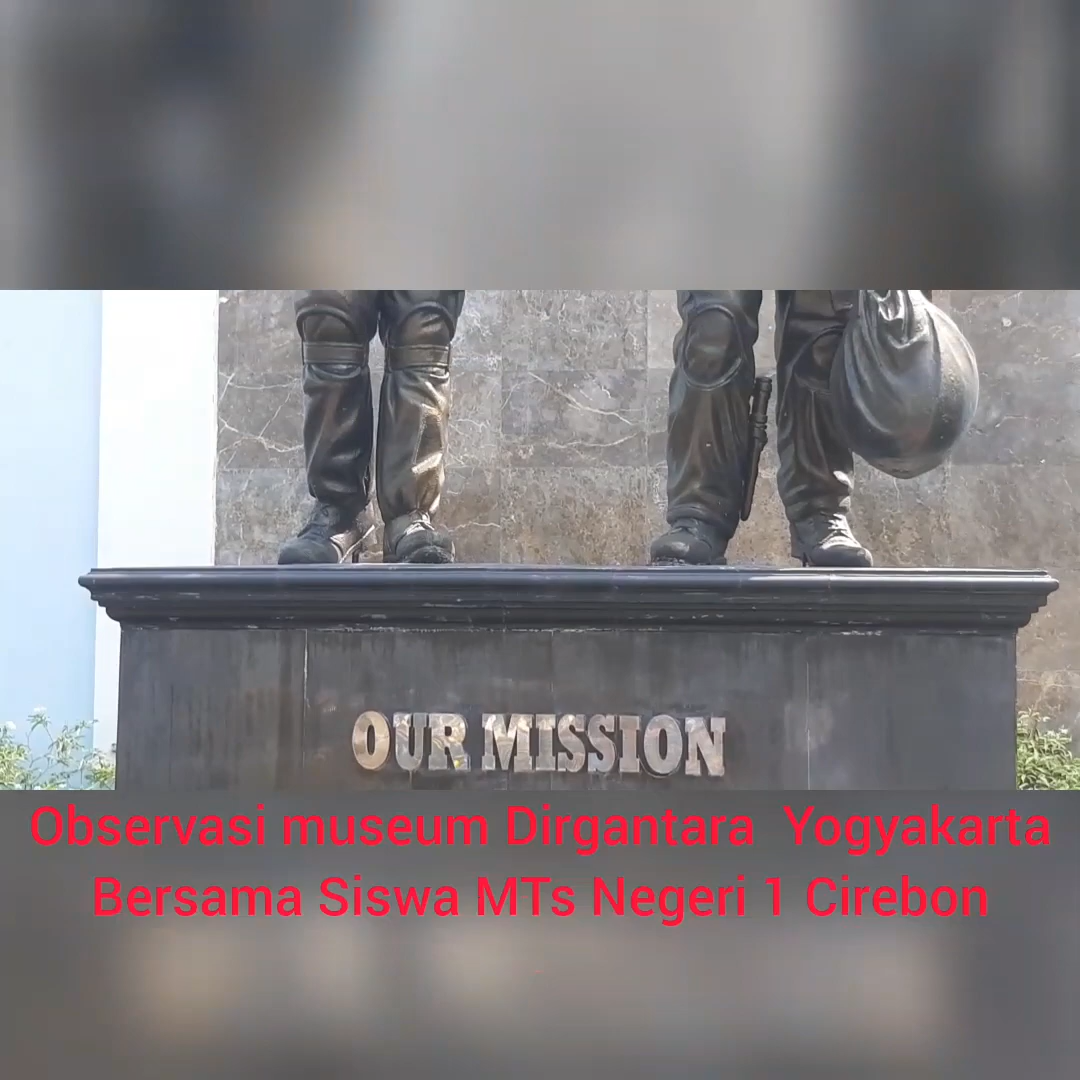 OUR MISSION
Observasi museum Dirgantara Yogyakarta
Bersama Siswa MTs Negeri 1 Cirebon